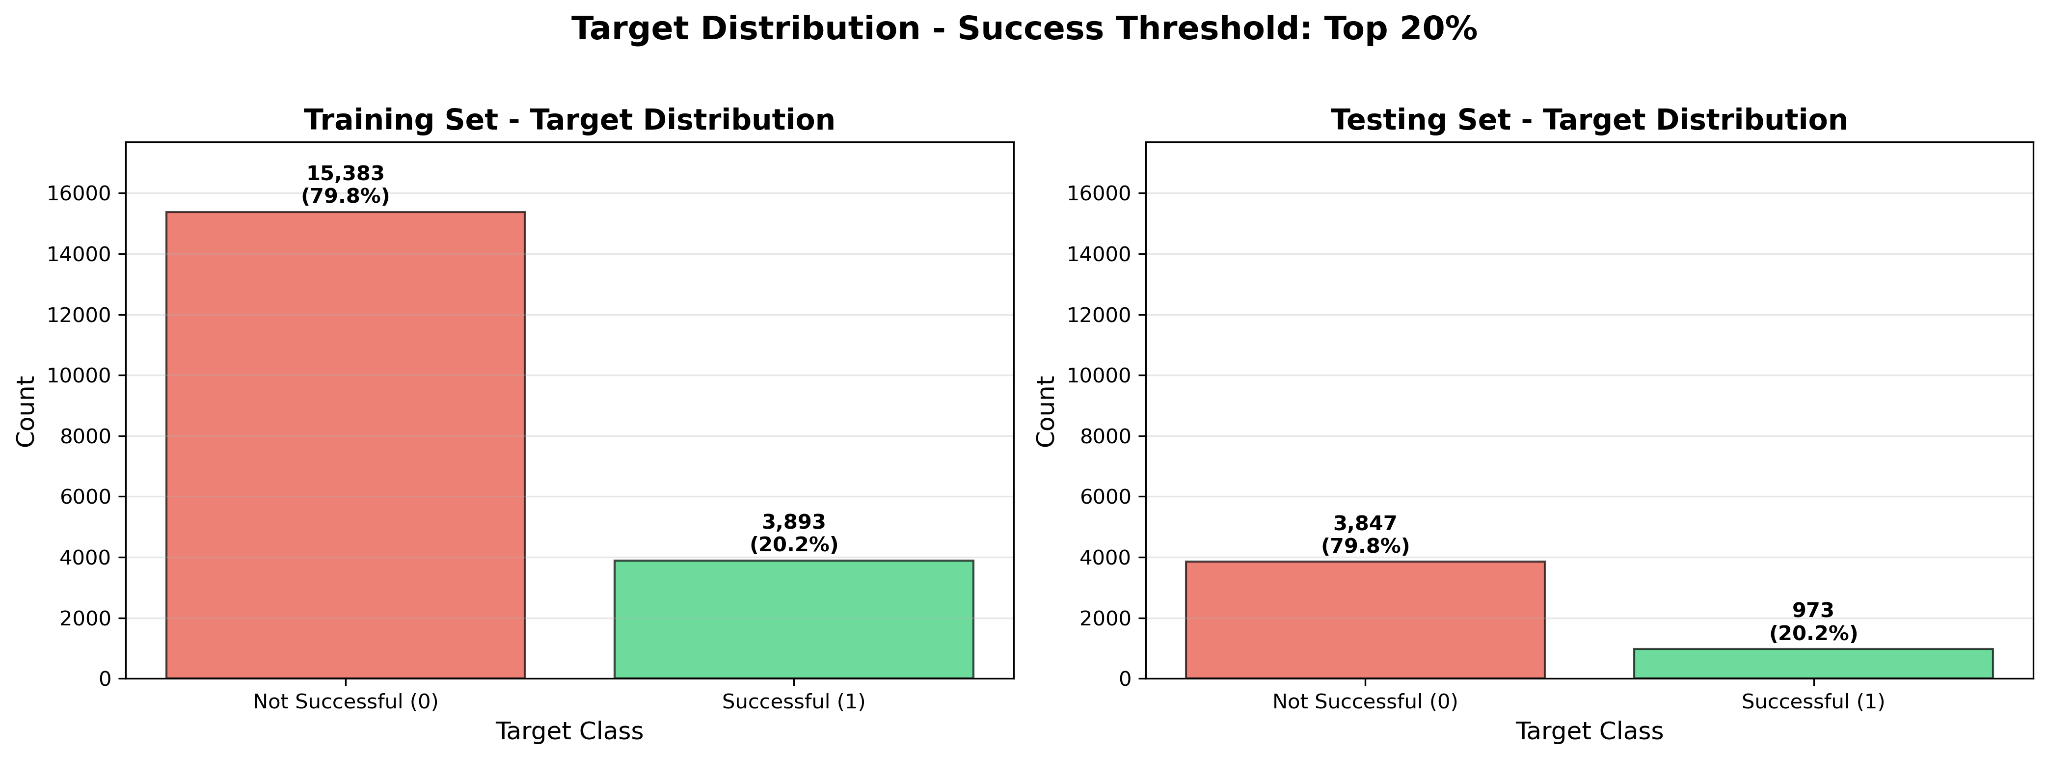 Target Distribution - Success Threshold: Top 20%
Training Set - Target Distribution
Count
16000
14000
12000
10000
8000
6000
4000
2000
0
15,383
(79.8%)
3,893
(20.2%)
Not Successful (0)
Successful (1)
Target Class
Testing Set - Target Distribution
Count
16000
14000
12000
10000
8000
6000
4000
2000
0
3,847
(79.8%)
973
(20.2%)
Not Successful (0)
Successful (1)
Target Class